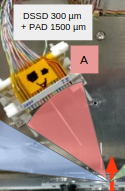 DSSD 300 µm
+ PAD 1500 µm
A